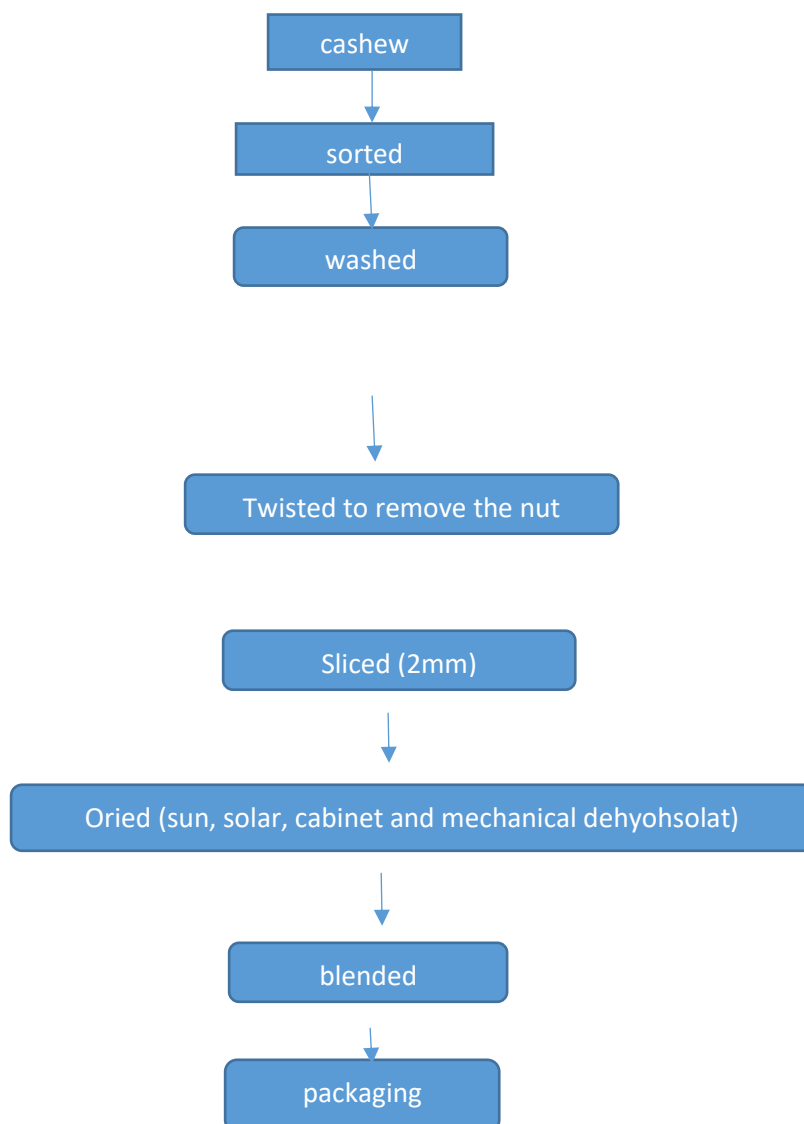 cashew
sorted
washed
Twisted to remove the nut
Sliced (2mm)
Oried (sun, solar, cabinet and mechanical dehyohsolat)
blended
packaging